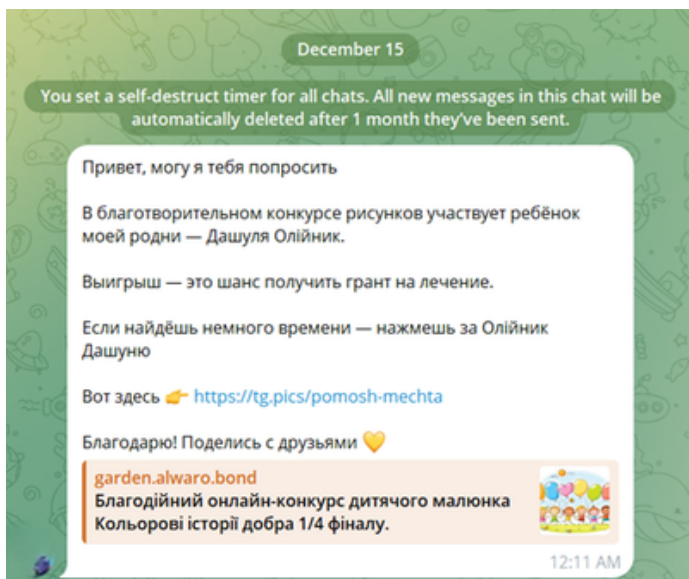 December 15
You set a self-destruct timer for all chats. All new messages in this chat will be
automatically deleted after 1 month they've been sent.
Привет, могу я тебя попросить
В благотворительном конкурсе рисунков участвует ребёнок
моей родни — Дашуля Олійник.
Выигрыш — это шанс получить грант на лечение.
Если найдёшь немного времени — нажмешь за Олійник
Дашуню
Вот здесь 👉 https://tg.pics/pomosh-mechta
Благодарю! Поделись с друзьями 💛
garden.alwaro.bond
Благодійний онлайн-конкурс дитячого малюнка
Кольорові історії добра 1/4 фіналу.
12:11 AM